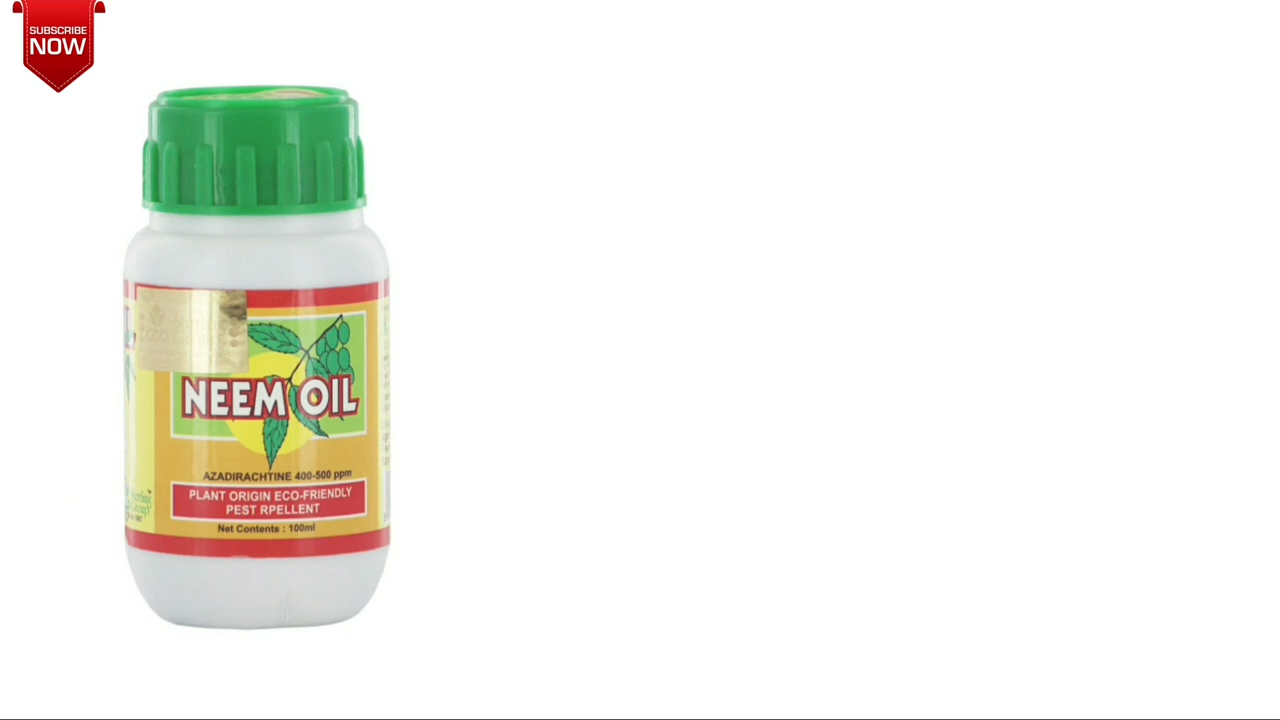 SUBSCRIBE
NOW
NEEM OIL
AZADIRACHTINE 400-500 ppm
PLANT ORIGIN ECO-FRIENDLY
PEST RPELLENT
Net Contents : 100ml